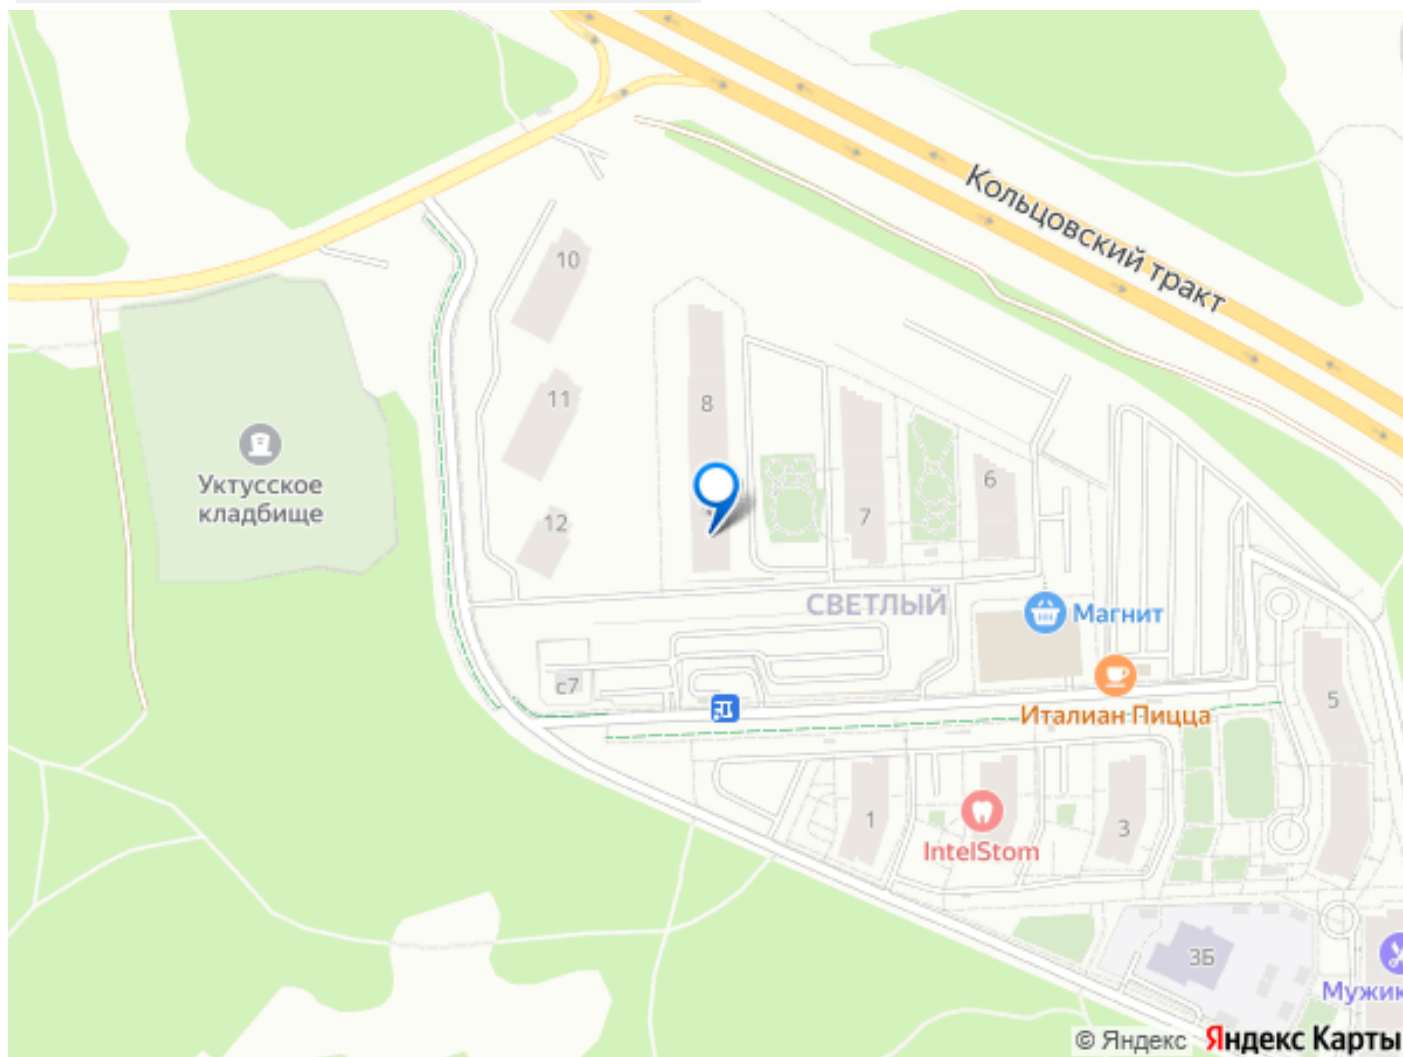 Кольцовский тракт
10
11
8
Уктусское
кладбище
6
12
7
СВЕТЛЫЙ
Магнит
с7
5
Италиан Пицца
1
3
IntelStom
3Б
Мужик
© Яндекс Яндекс Карты